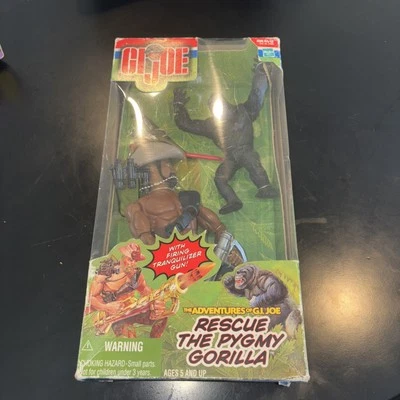 GI JOE
WITH
FIRING
TRANQUILIZER
GUN!
THE ADVENTURES OF G.I. JOE
RESCUE
THE PYGMY
GORILLA
WARNING
CHOKING HAZARD-Small parts.
Not for children under 3 years.
AGES 5 AND UP